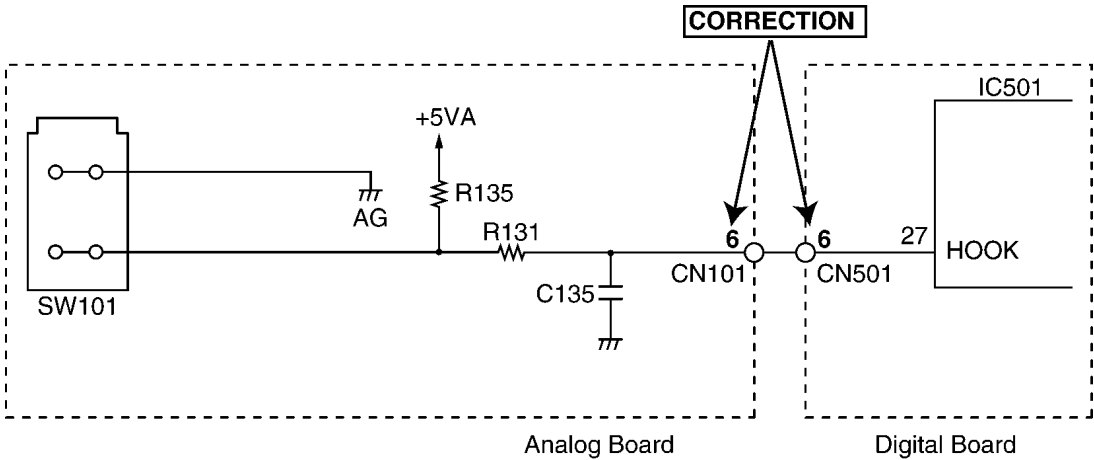 CORRECTION
IC501
+5VA
R135
AG
R131
6
6
27
HOOK
CN101
CN501
C135
SW101
Analog Board
Digital Board